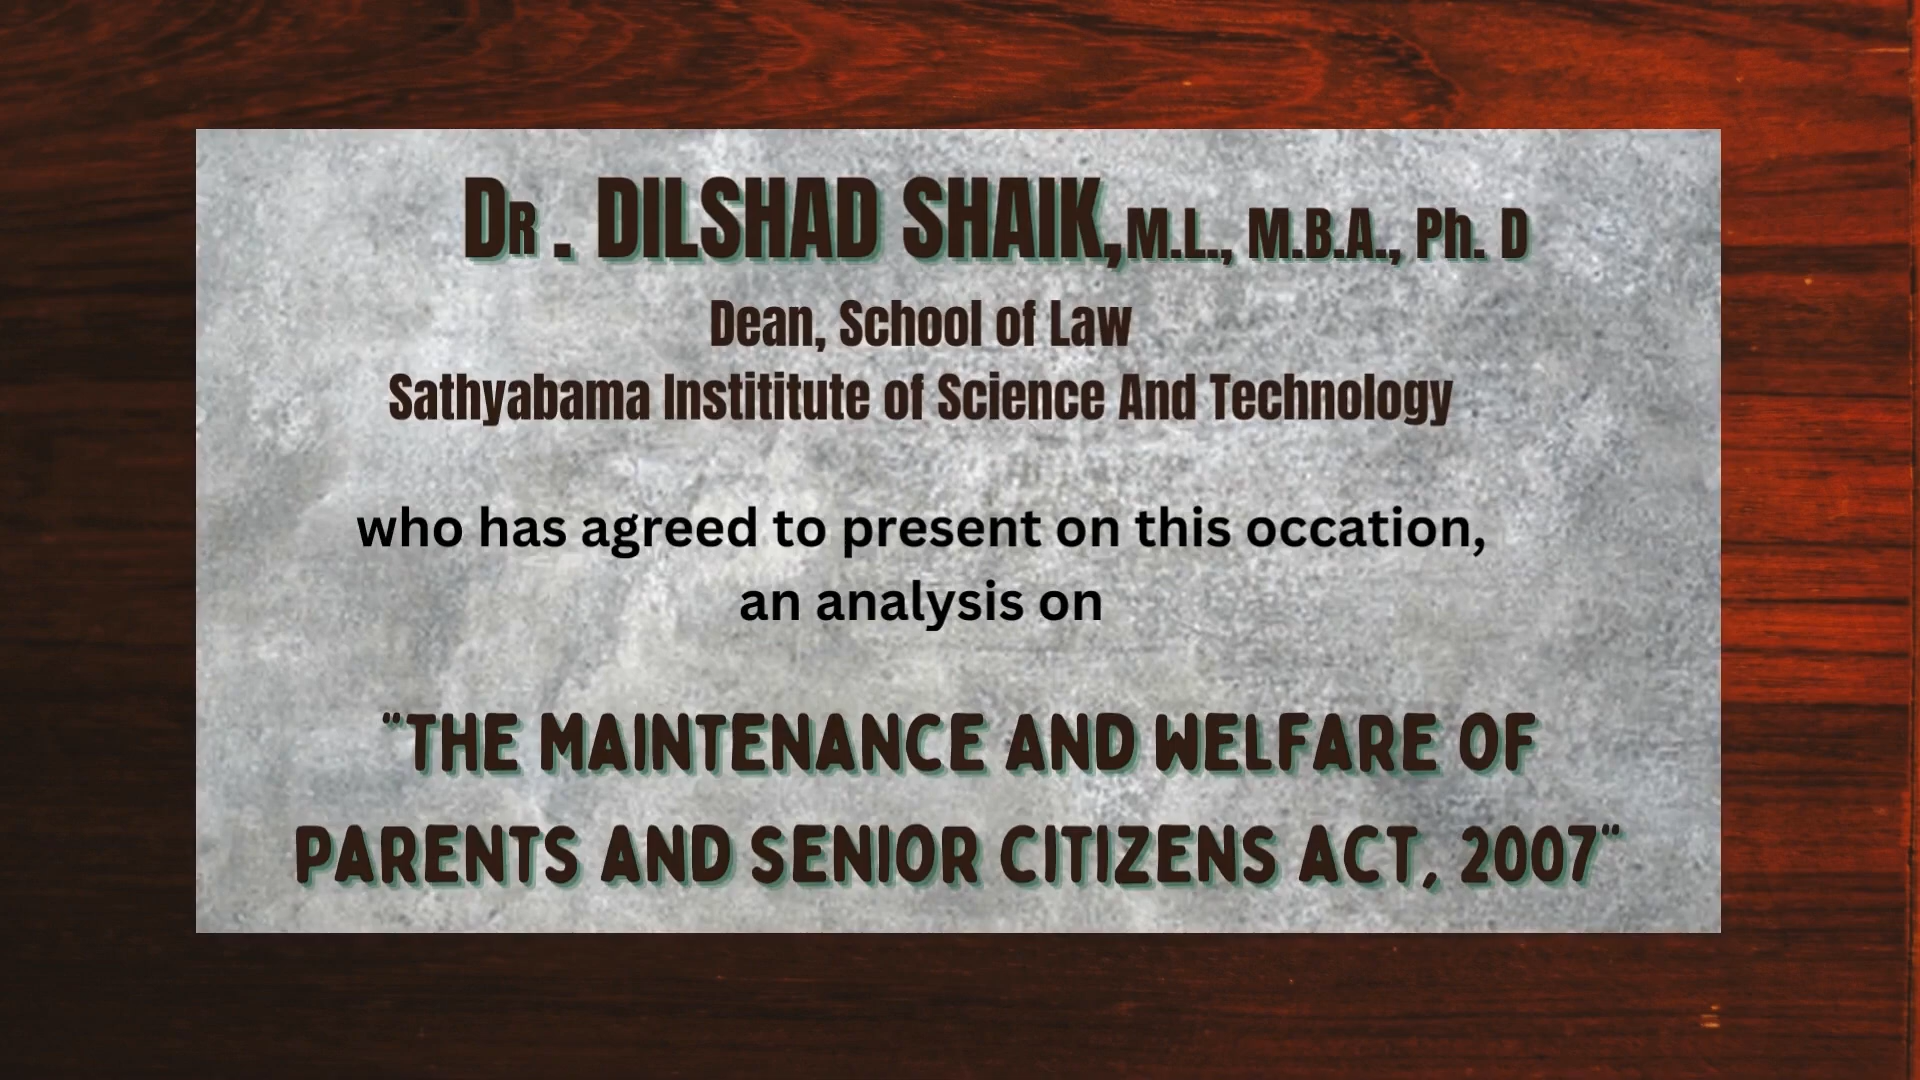 DR . DILSHAD SHAIK,M.L., M.B.A., Ph. D
Dean, School of Law
Sathyabama Instititute of Science And Technology
who has agreed to present on this occation,
an analysis on
"THE MAINTENANCE AND WELFARE OF
PARENTS AND SENIOR CITIZENS ACT, 2007"